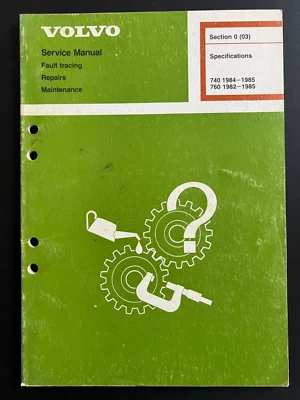 VOLVO
Service Manual
Fault tracing
Repairs
Maintenance
Section 0 (03)
Specifications
740 1984–1985
760 1982–1985